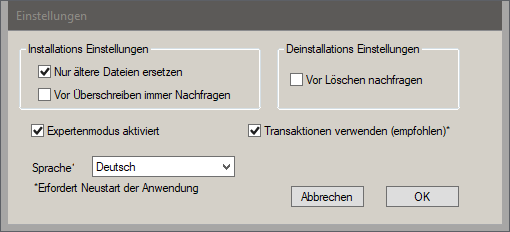 Einstellungen
Installations Einstellungen
Nur ältere Dateien ersetzen
Vor Überschreiben immer Nachfragen
Deinstallations Einstellungen
Vor Löschen nachfragen
Expertenmodus aktiviert
Transaktionen verwenden (empfohlen)*
Sprache* Deutsch
*Erfordert Neustart der Anwendung
Abbrechen OK